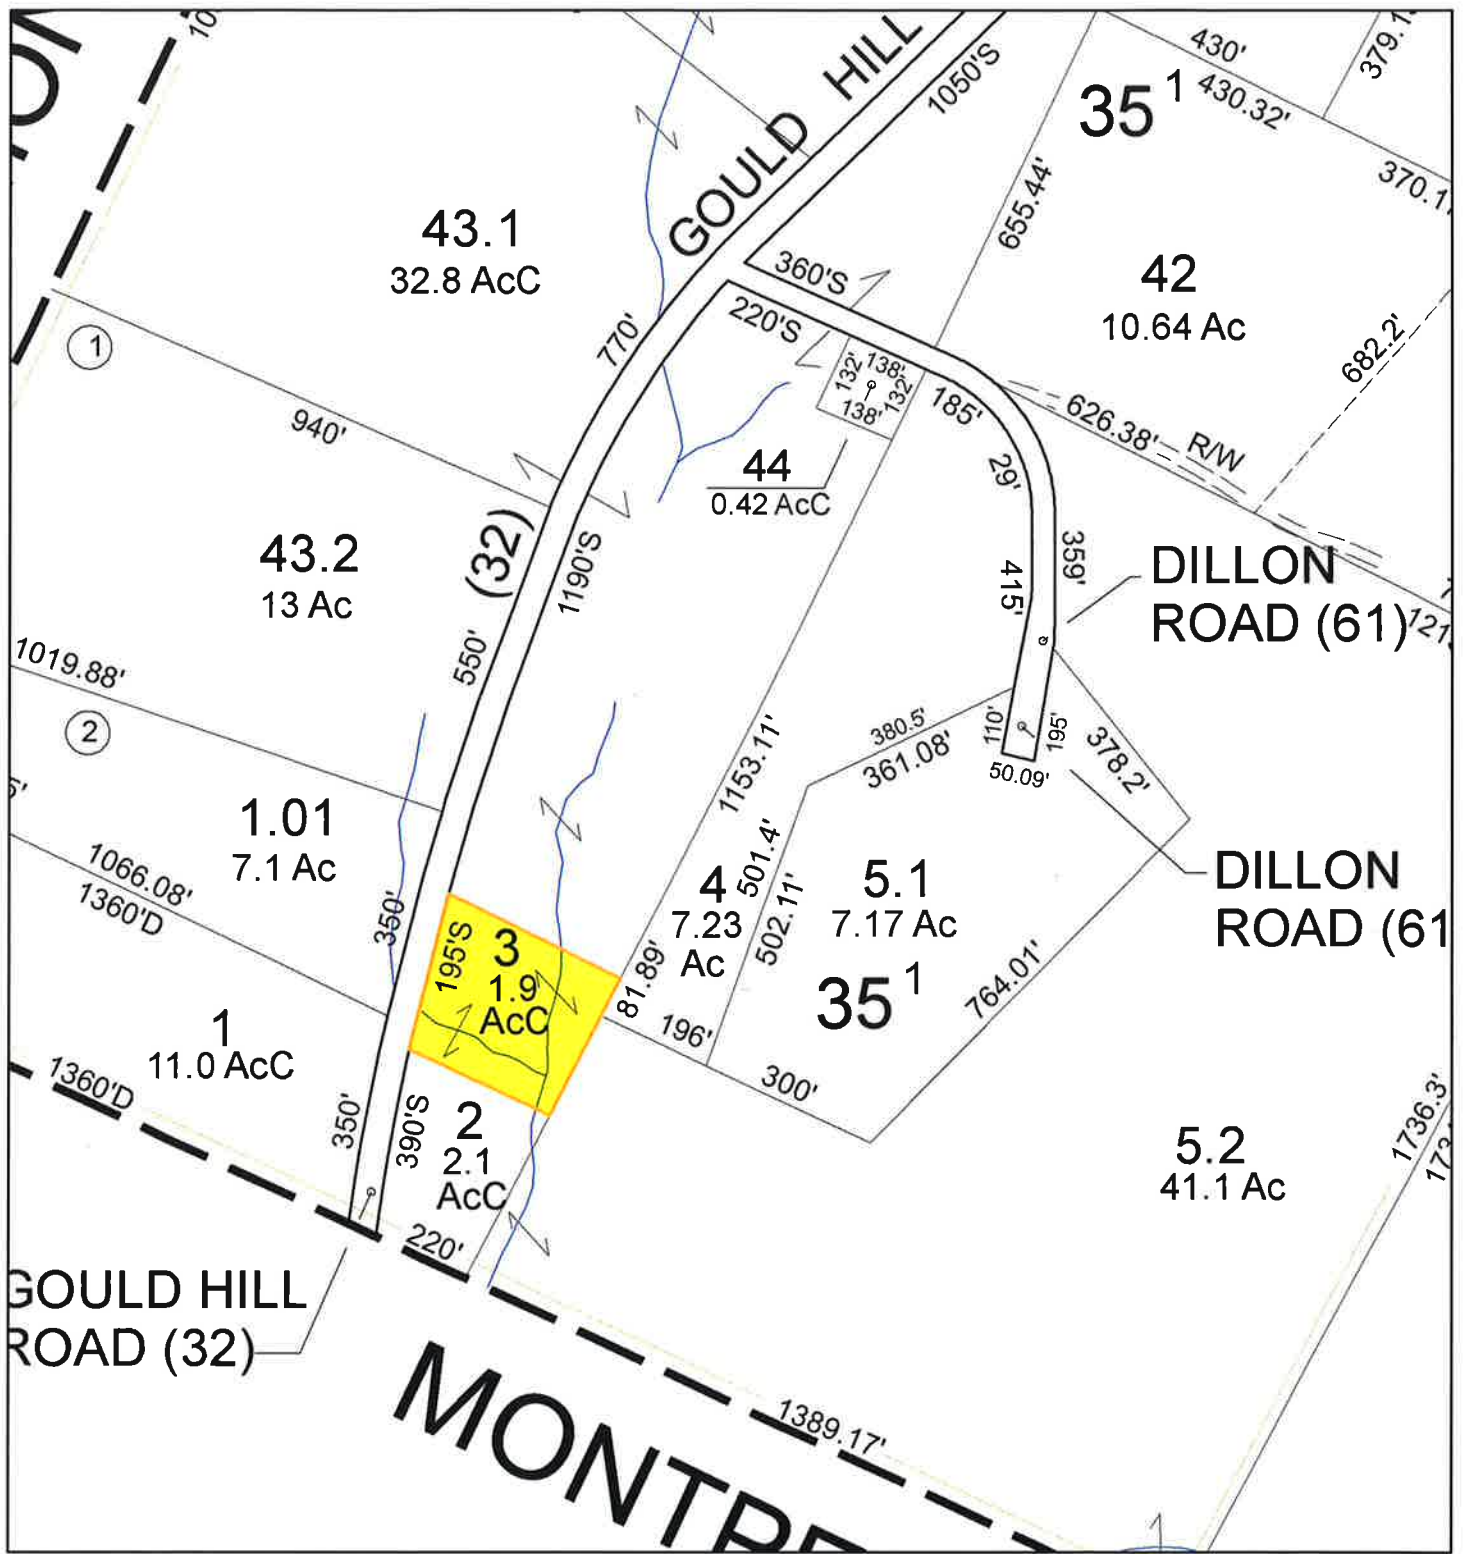 GOULD HILL
1050'S
430'
430.32'
35 1
370.1
655.44'
43.1
32.8 AcC
42
10.64 Ac
360'S
220'S
770'
682.2'
1
132'
138'
132'
138'
185'
626.38'
R/W
940'
44
0.42 AcC
29'
(32)
1190'S
43.2
13 Ac
359'
415'
DILLON
ROAD (61)
121
550'
1019.88'
2
380.5'
361.08'
110'
195'
378.2'
50.09'
1153.11'
1.01
7.1 Ac
501.4'
502.11'
4
7.23
Ac
5.1
7.17 Ac
DILLON
ROAD (61
1066.08'
1360'D
350'
195'S
3
1.9
AcC
81.89'
35 1
764.01'
196'
300'
1
11.0 AcC
1360'D
350'
390'S
2
2.1
AcC
220'
5.2
41.1 Ac
1736.3'
173
GOULD HILL
ROAD (32)
1389.17'
MONTRE